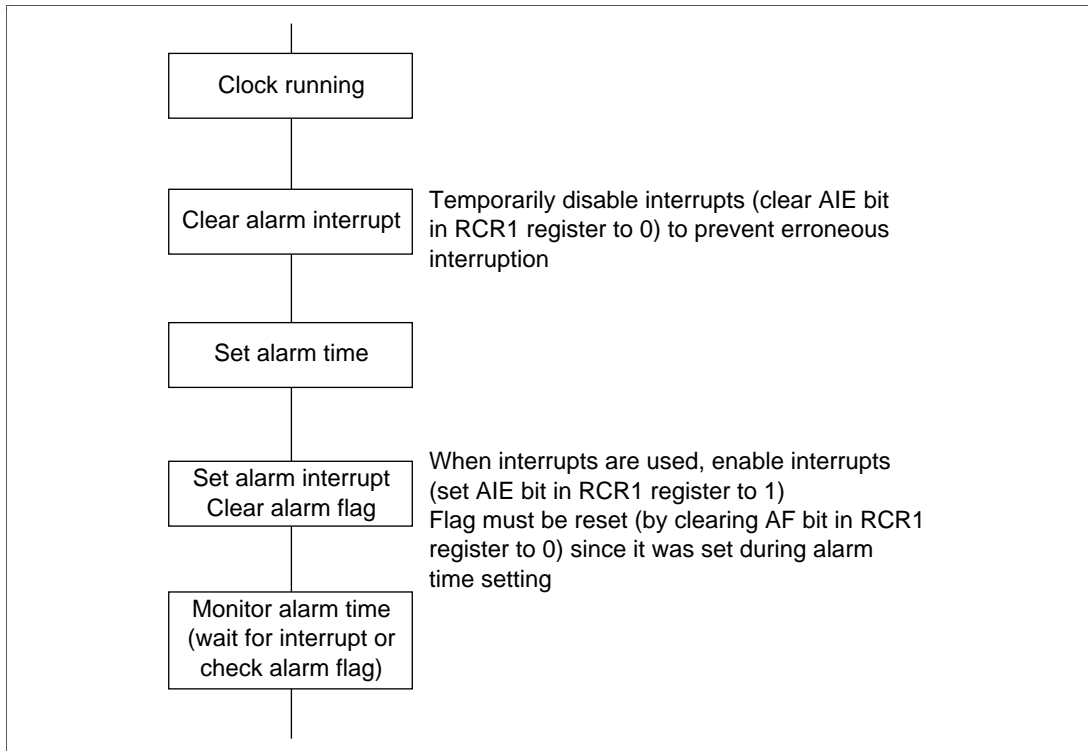 Clock running
Clear alarm interrupt
Temporarily disable interrupts (clear AIE bit
in RCR1 register to 0) to prevent erroneous
interruption
Set alarm time
Set alarm interrupt
Clear alarm flag
When interrupts are used, enable interrupts
(set AIE bit in RCR1 register to 1)
Flag must be reset (by clearing AF bit in RCR1
register to 0) since it was set during alarm
time setting
Monitor alarm time
(wait for interrupt or
check alarm flag)